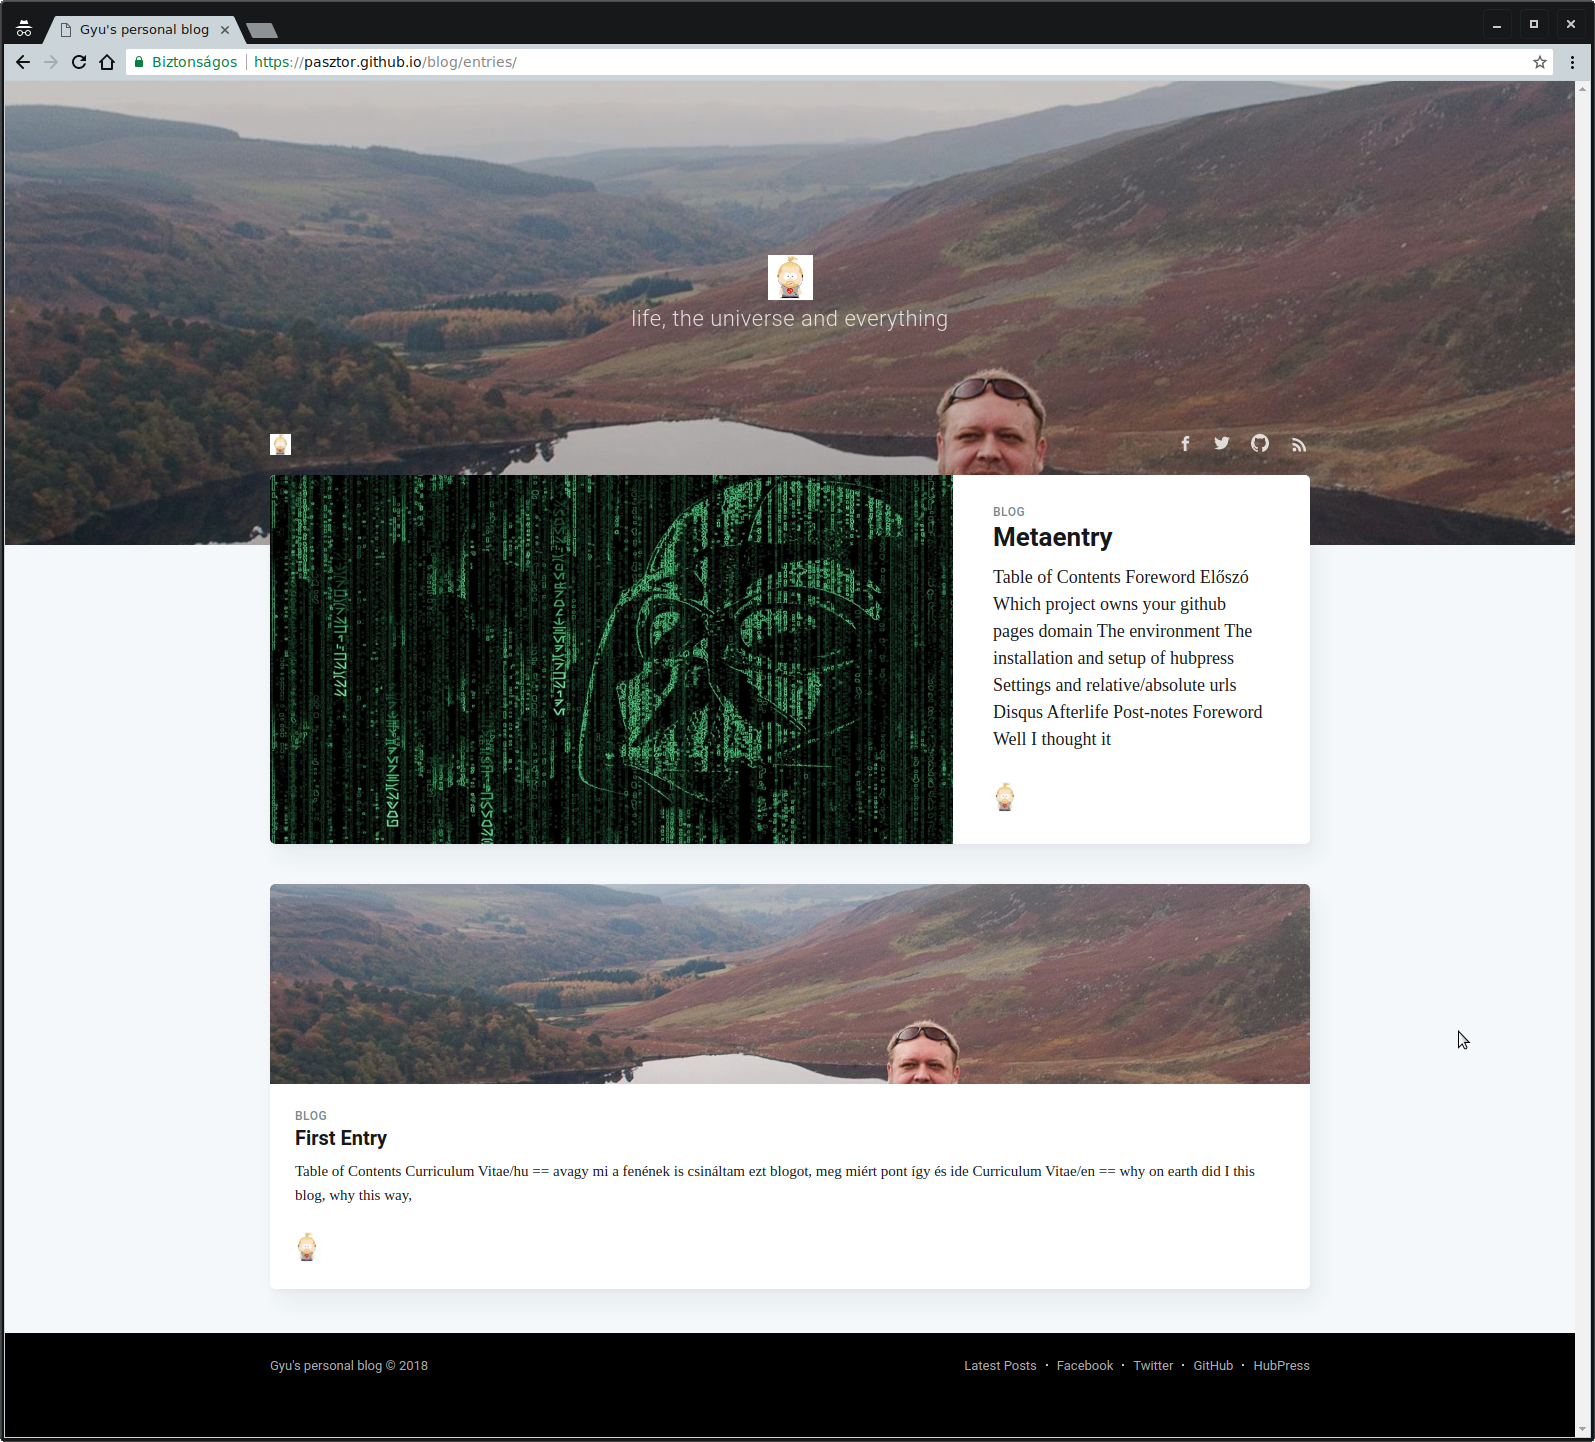 Gyu's personal blog
Biztonságos
https://pasztor.github.io/blog/entries/
life, the universe and everything
BLOG
Metaentry
Table of Contents Foreword Előszó
Which project owns your github
pages domain The environment The
installation and setup of hubpress
Settings and relative/absolute urls
Disqus Afterlife Post-notes Foreword
Well I thought it
BLOG
First Entry
Table of Contents Curriculum Vitae/hu == avagy mi a fenének is csináltam ezt blogot, meg miért pont így és ide Curriculum Vitae/en == why on earth did I this
blog, why this way,
Gyu's personal blog © 2018
Latest Posts • Facebook • Twitter • GitHub • HubPress